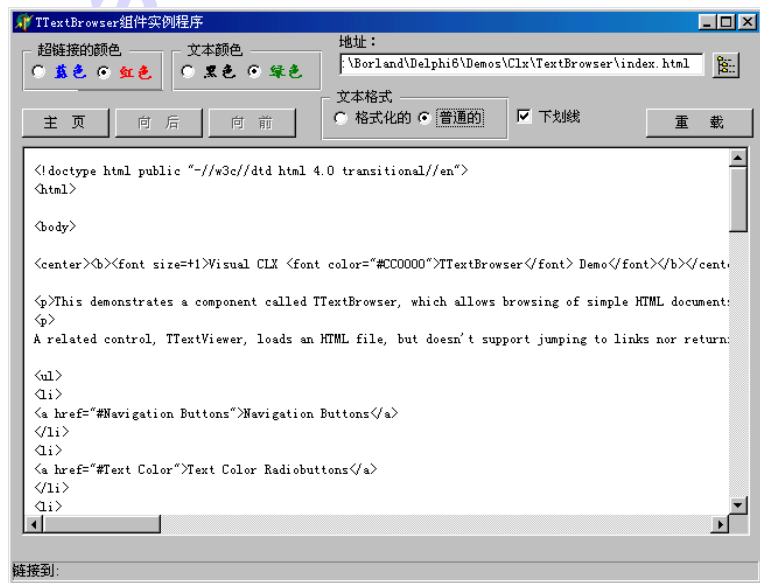 TTextBrowser组件实例程序
超链接的颜色
蓝色 红色
文本颜色
黑色 绿色
地址：
:\Borland\Delphi6\Demos\Clx\TextBrowser\index.html
主 页
向 后
向 前
文本格式
格式化的 普通的
下划线
重 载
<!doctype html public "-//w3c//dtd html 4.0 transitional//en">
<html>
<body>
<center><b><font size=+1>Visual CLX <font color="#CC0000">TTextBrowser</font> Demo</font></b></cente
<p>This demonstrates a component called TTextBrowser, which allows browsing of simple HTML documents
<p>
A related control, TTextViewer, loads an HTML file, but doesn't support jumping to links nor return
<ul>
<li>
<a href="#Navigation Buttons">Navigation Buttons</a>
</li>
<li>
<a href="#Text Color">Text Color Radiobuttons</a>
</li>
<li>
链接到: